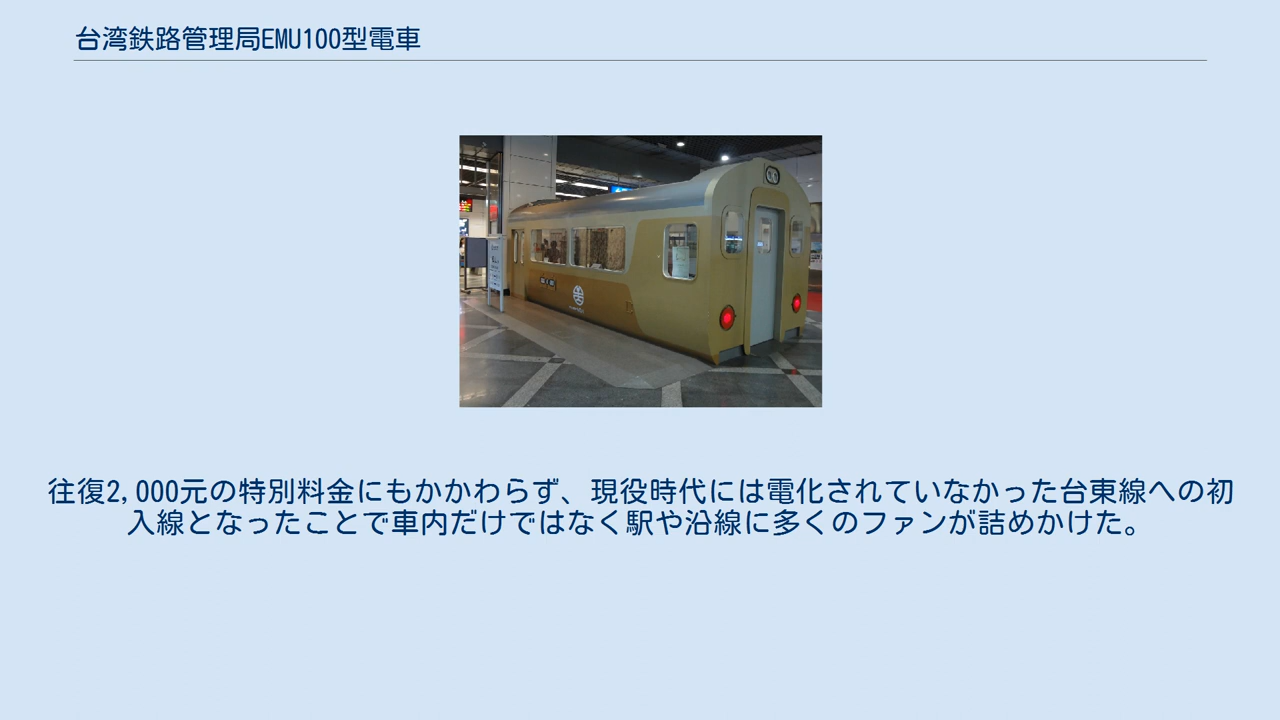 台湾鉄路管理局EMU100型電車
往復2,000元の特別料金にもかかわらず、現役時代には電化されていなかった台東線への初
入線となったことで車内だけではなく駅や沿線に多くのファンが詰めかけた。